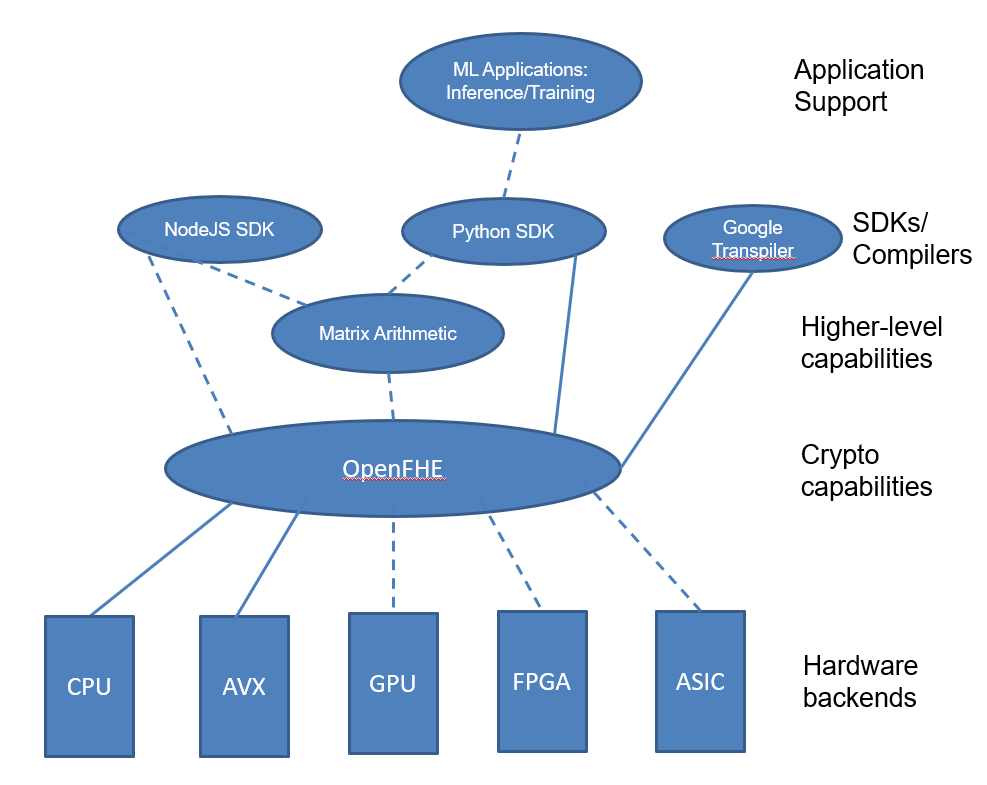 ML Applications:
Inference/Training
Application
Support
NodeJS SDK
Python SDK
Google
Transpiler
SDKs/
Compilers
Matrix Arithmetic
Higher-level
capabilities
OpenFHE
Crypto
capabilities
CPU
AVX
GPU
FPGA
ASIC
Hardware
backends